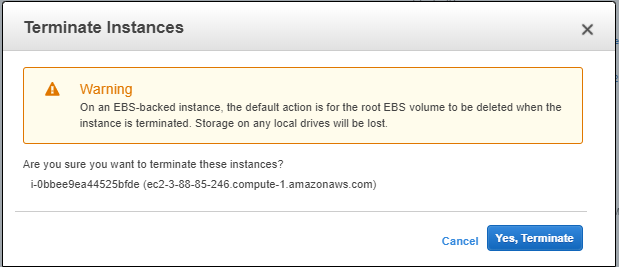 Terminate Instances
Warning
On an EBS-backed instance, the default action is for the root EBS volume to be deleted when the
instance is terminated. Storage on any local drives will be lost.
Are you sure you want to terminate these instances?
i-0bbee9ea44525bfde (ec2-3-88-85-246.compute-1.amazonaws.com)
Cancel
Yes, Terminate